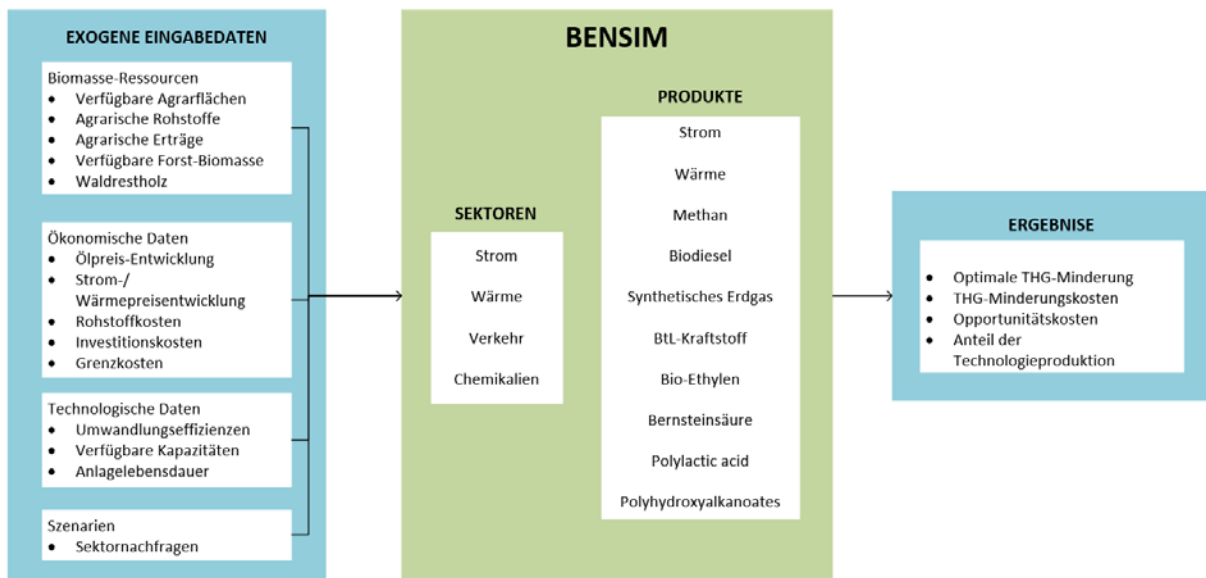 EXOGENE EINGABEDATEN
Biomasse-Ressourcen
• Verfügbare Agrarflächen
• Agrarische Rohstoffe
• Agrarische Erträge
• Verfügbare Forst-Biomasse
• Waldrestholz
Ökonomische Daten
• Ölpreis-Entwicklung
• Strom-/
Wärmepreisentwicklung
• Rohstoffkosten
• Investitionskosten
• Grenzkosten
Technologische Daten
• Umwandlungseffizienzen
• Verfügbare Kapazitäten
• Anlagelebensdauer
Szenarien
• Sektornachfragen
BENSIM
SEKTOREN
Strom
Wärme
Verkehr
Chemikalien
PRODUKTE
Strom
Wärme
Methan
Biodiesel
Synthetisches Erdgas
BtL-Kraftstoff
Bio-Ethylen
Bernsteinsäure
Polylactic acid
Polyhydroxyalkanoates
ERGEBNISE
• Optimale THG-Minderung
• THG-Minderungskosten
• Opportunitätskosten
• Anteil der
Technologieproduktion